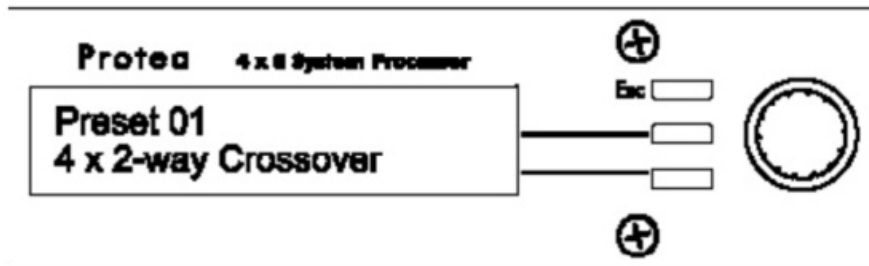 Protea 4 x 8 System Processor
Esc
Preset 01
4 x 2-way Crossover